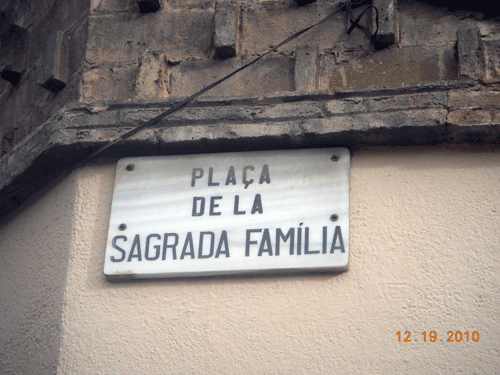 PLAÇA
DE LA
SAGRADA FAMÍLIA
12 19 2010